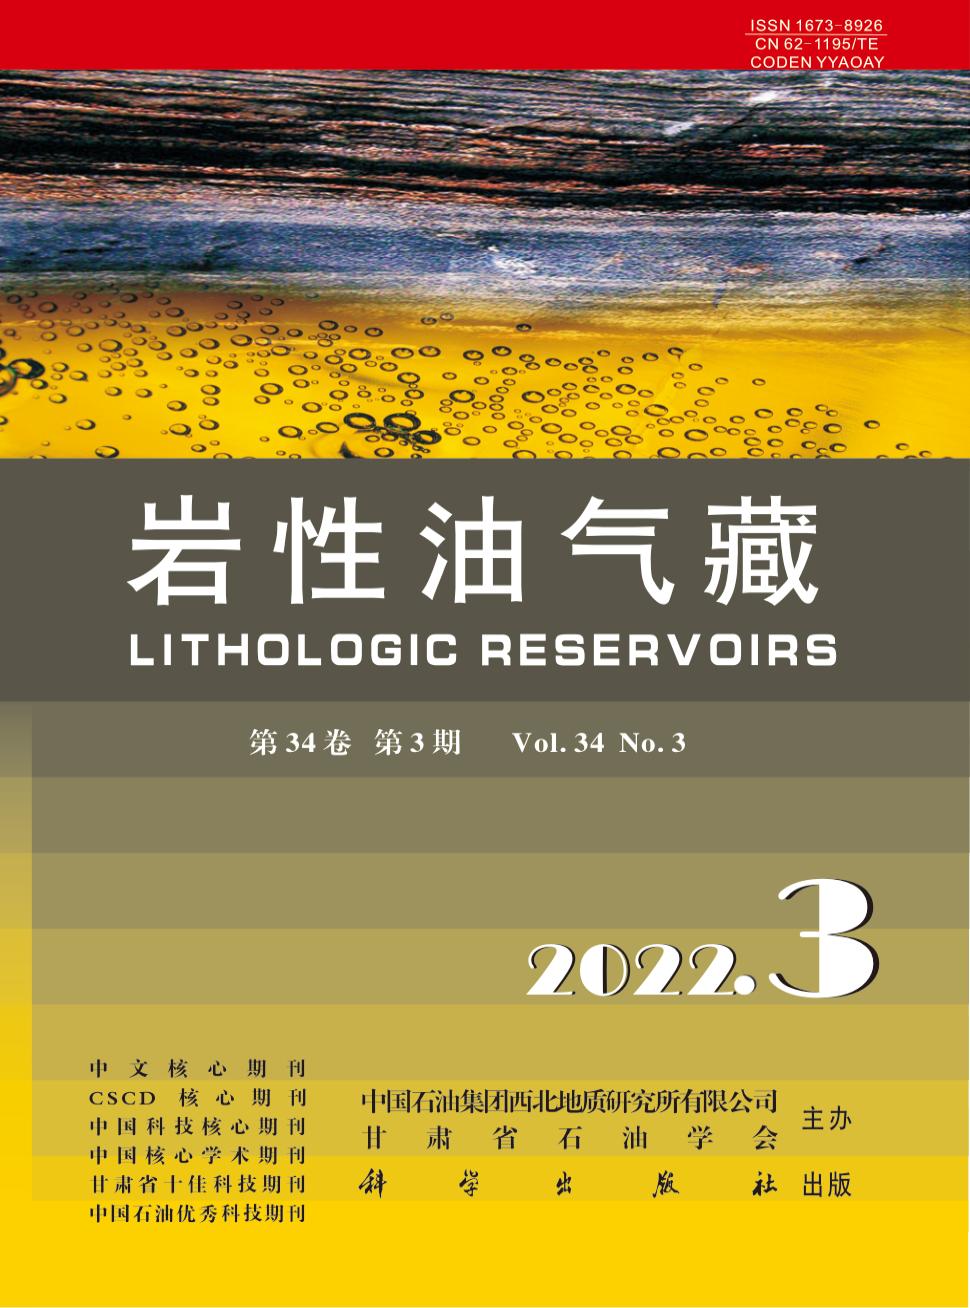 ISSN 1673-8926
CN 62-1195/TE
CODEN YYAOAY
岩性油气藏
LITHOLOGIC RESERVOIRS
第34卷 第3期 Vol.34 No.3
2022.3
中文核心期刊
CSCD 核心期刊
中国科技核心期刊
中国核心学术期刊
甘肃省十佳科技期刊
中国石油优秀科技期刊
中国石油集团西北地质研究所有限公司
甘肃省石油学会
主办
科学出版社 出版